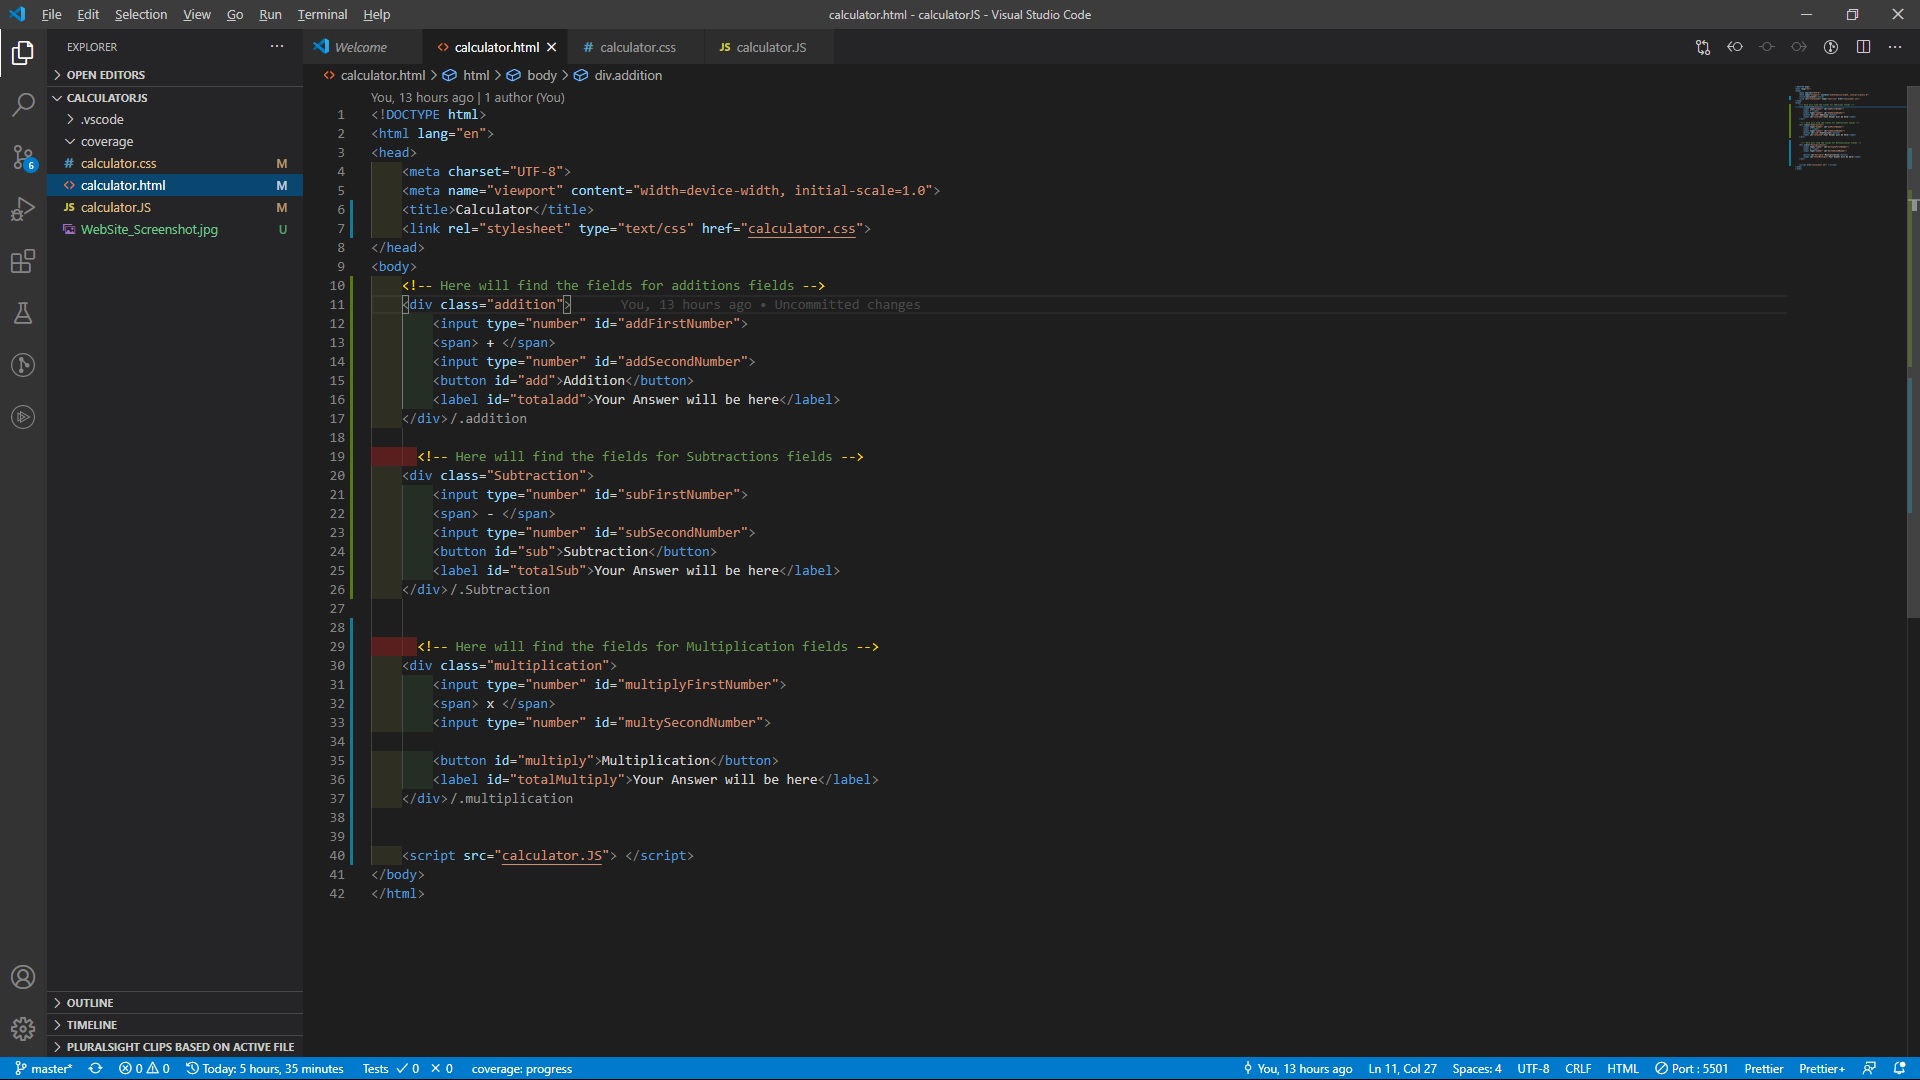 File Edit Selection View Go Run Terminal Help
calculator.html - calculatorJS - Visual Studio Code
EXPLORER
OPEN EDITORS
CALCULATORJS
.vscode
coverage
# calculator.css M
<> calculator.html M
JS calculator.JS M
WebSite_Screenshot.jpg U
OUTLINE
TIMELINE
PLURALSIGHT CLIPS BASED ON ACTIVE FILE
6
Welcome
<> calculator.html
# calculator.css
JS calculator.JS
<> calculator.html > html > body > div.addition
You, 13 hours ago | 1 author (You)
1 <!DOCTYPE html>
2 <html lang="en">
3 <head>
4 <meta charset="UTF-8">
5 <meta name="viewport" content="width=device-width, initial-scale=1.0">
6 <title>Calculator</title>
7 <link rel="stylesheet" type="text/css" href="calculator.css">
8 </head>
9 <body>
10 <!-- Here will find the fields for additions fields -->
11 <div class="addition"> You, 13 hours ago • Uncommitted changes
12 <input type="number" id="addFirstNumber">
13 <span> + </span>
14 <input type="number" id="addSecondNumber">
15 <button id="add">Addition</button>
16 <label id="totaladd">Your Answer will be here</label>
17 </div>/.addition
18
19 <!-- Here will find the fields for Subtractions fields -->
20 <div class="Subtraction">
21 <input type="number" id="subFirstNumber">
22 <span> - </span>
23 <input type="number" id="subSecondNumber">
24 <button id="sub">Subtraction</button>
25 <label id="totalSub">Your Answer will be here</label>
26 </div>/.Subtraction
27
28
29 <!-- Here will find the fields for Multiplication fields -->
30 <div class="multiplication">
31 <input type="number" id="multiplyFirstNumber">
32 <span> x </span>
33 <input type="number" id="multySecondNumber">
34
35 <button id="multiply">Multiplication</button>
36 <label id="totalMultiply">Your Answer will be here</label>
37 </div>/.multiplication
38
39
40 <script src="calculator.JS"> </script>
41 </body>
42 </html>
master* 0 0 Today: 5 hours, 35 minutes Tests 0 0 coverage: progress
You, 13 hours ago Ln 11, Col 27 Spaces: 4 UTF-8 CRLF HTML Port : 5501 Prettier Prettier+